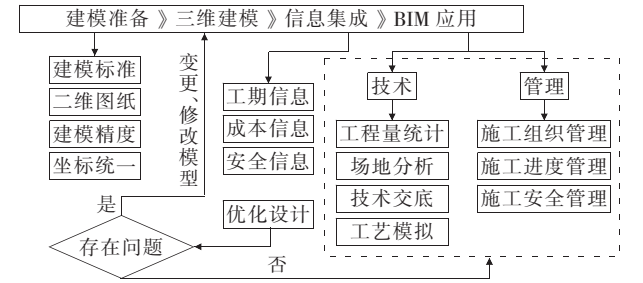 建模准备》三维建模》信息集成》BIM 应用
建模标准
二维图纸
建模精度
坐标统一
变更、修改模型
工期信息
成本信息
安全信息
优化设计
技术
工程量统计
场地分析
技术交底
工艺模拟
管理
施工组织管理
施工进度管理
施工安全管理
是
存在问题
否